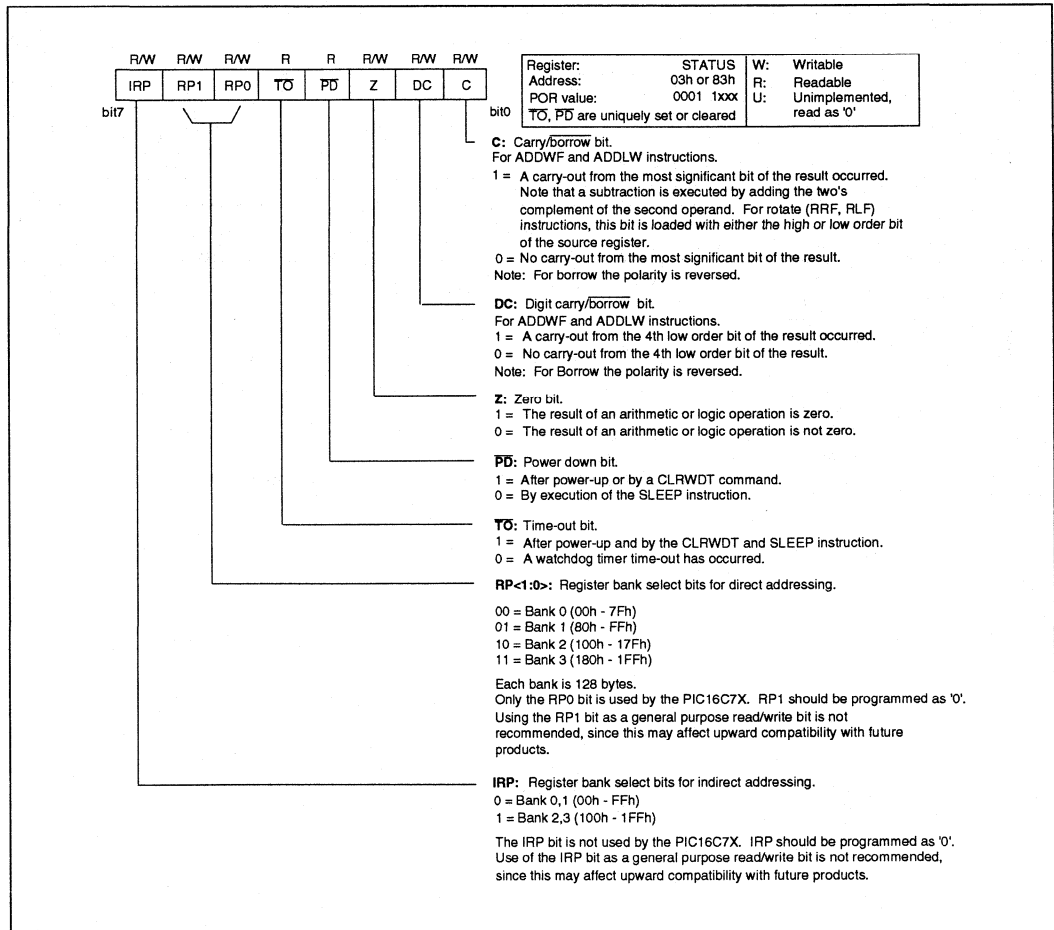 R/W R/W R/W R R R/W R/W R/W
IRP RP1 RP0 T̅O̅ P̅D̅ Z DC C
bit7 bit0
Register: STATUS
Address: 03h or 83h
POR value: 0001 1xxx
T̅O̅, P̅D̅ are uniquely set or cleared
W: Writable
R: Readable
U: Unimplemented,
read as '0'
C: Carry/b̅o̅r̅r̅o̅w̅ bit.
For ADDWF and ADDLW instructions.
1 = A carry-out from the most significant bit of the result occurred.
Note that a subtraction is executed by adding the two's
complement of the second operand. For rotate (RRF, RLF)
instructions, this bit is loaded with either the high or low order bit
of the source register.
0 = No carry-out from the most significant bit of the result.
Note: For borrow the polarity is reversed.
DC: Digit carry/b̅o̅r̅r̅o̅w̅ bit.
For ADDWF and ADDLW instructions.
1 = A carry-out from the 4th low order bit of the result occurred.
0 = No carry-out from the 4th low order bit of the result.
Note: For Borrow the polarity is reversed.
Z: Zero bit.
1 = The result of an arithmetic or logic operation is zero.
0 = The result of an arithmetic or logic operation is not zero.
P̅D̅: Power down bit.
1 = After power-up or by a CLRWDT command.
0 = By execution of the SLEEP instruction.
T̅O̅: Time-out bit.
1 = After power-up and by the CLRWDT and SLEEP instruction.
0 = A watchdog timer time-out has occurred.
RP<1:0>: Register bank select bits for direct addressing.
00 = Bank 0 (00h - 7Fh)
01 = Bank 1 (80h - FFh)
10 = Bank 2 (100h - 17Fh)
11 = Bank 3 (180h - 1FFh)
Each bank is 128 bytes.
Only the RP0 bit is used by the PIC16C7X. RP1 should be programmed as '0'.
Using the RP1 bit as a general purpose read/write bit is not
recommended, since this may affect upward compatibility with future
products.
IRP: Register bank select bits for indirect addressing.
0 = Bank 0,1 (00h - FFh)
1 = Bank 2,3 (100h - 1FFh)
The IRP bit is not used by the PIC16C7X. IRP should be programmed as '0'.
Use of the IRP bit as a general purpose read/write bit is not recommended,
since this may affect upward compatibility with future products.